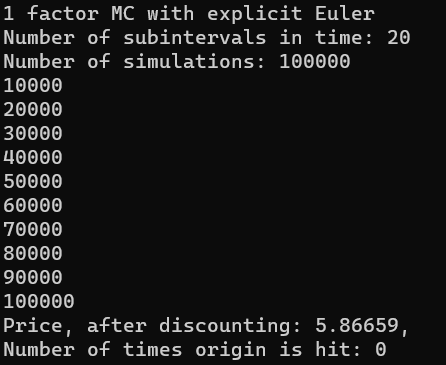 1 factor MC with explicit Euler
Number of subintervals in time: 20
Number of simulations: 100000
10000
20000
30000
40000
50000
60000
70000
80000
90000
100000
Price, after discounting: 5.86659,
Number of times origin is hit: 0